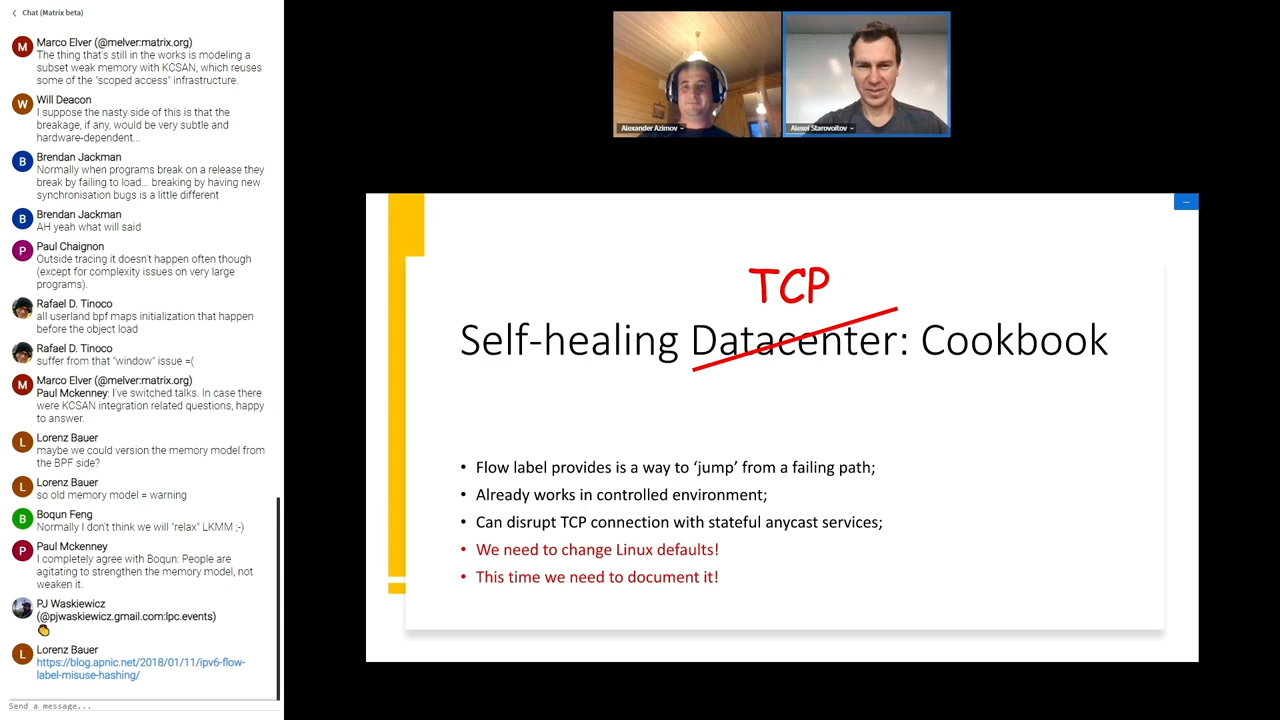 Chat (Matrix beta)
Marco Elver (@melver:matrix.org)
The thing that's still in the works is modeling a
subset weak memory with KCSAN, which reuses
some of the "scoped access" infrastructure.
Will Deacon
I suppose the nasty side of this is that the
breakage, if any, would be very subtle and
hardware-dependent...
Brendan Jackman
Normally when programs break on a release they
break by failing to load... breaking by having new
synchronisation bugs is a little different
Brendan Jackman
AH yeah what will said
Paul Chaignon
Outside tracing it doesn't happen often though
(except for complexity issues on very large
programs).
Rafael D. Tinoco
all userland bpf maps initialization that happen
before the object load
Rafael D. Tinoco
suffer from that "window" issue =(
Marco Elver (@melver:matrix.org)
Paul Mckenney: I've switched talks. In case there
were KCSAN integration related questions, happy
to answer.
Lorenz Bauer
maybe we could version the memory model from
the BPF side?
Lorenz Bauer
so old memory model = warning
Boqun Feng
Normally I don't think we will "relax" LKMM ;-)
Paul Mckenney
I completely agree with Boqun: People are
agitating to strengthen the memory model, not
weaken it.
PJ Waskiewicz
(@pjwaskiewicz.gmail.com:lpc.events)
Lorenz Bauer
https://blog.apnic.net/2018/01/11/ipv6-flow-
label-misuse-hashing/
Send a message...
M
W
B
B
P
M
L
L
B
P
L
Alexander Azimov
Alexei Starovoitov
TCP
Self-healing Datacenter: Cookbook
• Flow label provides is a way to ‘jump’ from a failing path;
• Already works in controlled environment;
• Can disrupt TCP connection with stateful anycast services;
• We need to change Linux defaults!
• This time we need to document it!